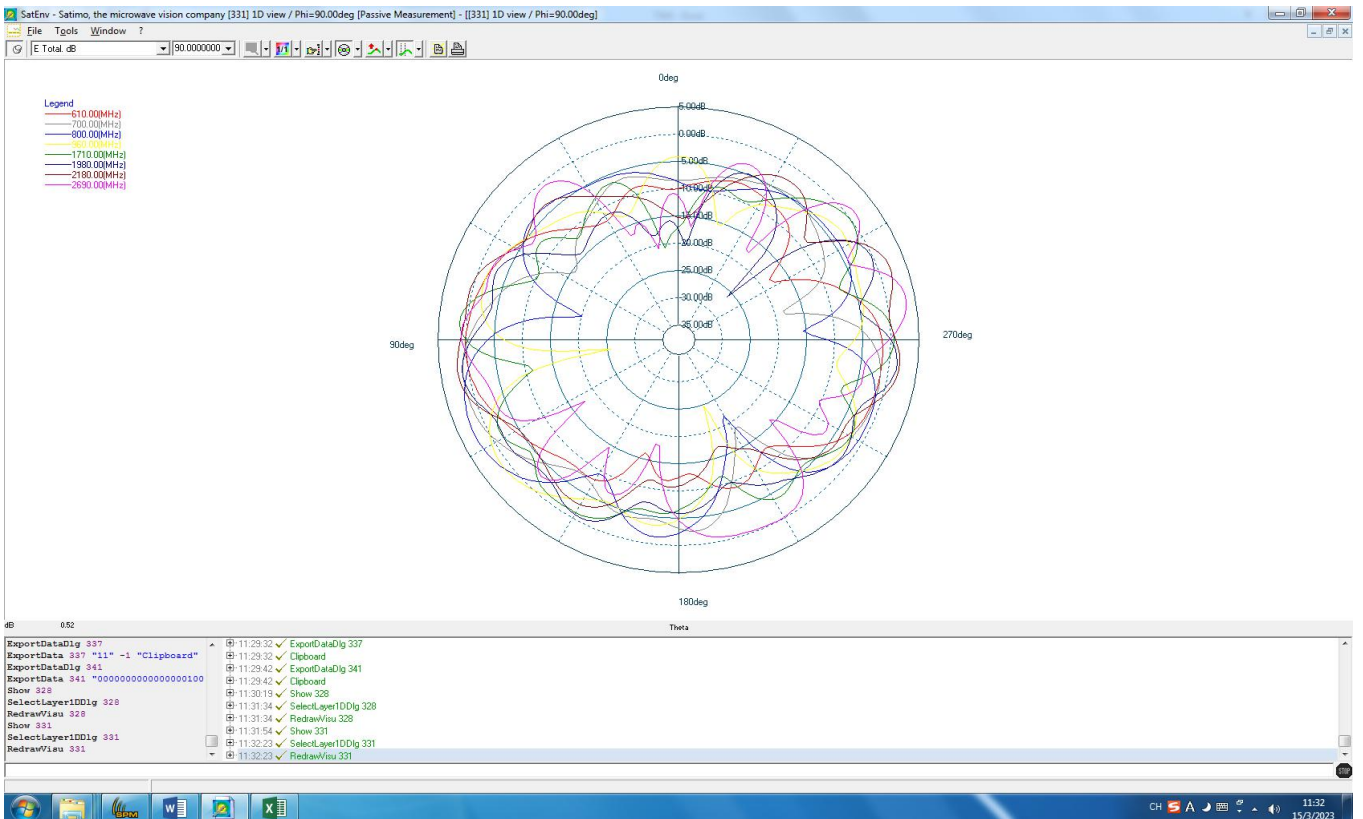 SatEnv - Satimo, the microwave vision company [331] 1D view / Phi=90.00deg [Passive Measurement] - [[331] 1D view / Phi=90.00deg]
File Tools Window ?
E Total. dB 90.0000000
0deg
Legend
610.00(MHz)
700.00(MHz)
800.00(MHz)
1710.00(MHz)
1980.00(MHz)
2180.00(MHz)
2690.00(MHz)
5.00dB
0.00dB
-5.00dB
-10.00dB
-15.00dB
-20.00dB
-25.00dB
-30.00dB
-35.00dB
90deg
270deg
180deg
dB 0.52
Theta
ExportDataDlg 337
ExportData 337 "11" -1 "Clipboard"
ExportDataDlg 341
ExportData 341 "0000000000000000100
Show 328
SelectLayer1DDlg 328
RedrawVisu 328
Show 331
SelectLayer1DDlg 331
RedrawVisu 331
11:29:32 ExportDataDlg 337
11:29:32 Clipboard
11:29:42 ExportDataDlg 341
11:29:42 Clipboard
11:30:19 Show 328
11:31:34 SelectLayer1DDlg 328
11:31:34 RedrawVisu 328
11:31:54 Show 331
11:32:23 SelectLayer1DDlg 331
11:32:23 RedrawVisu 331
STOP
SPM
CH S A
11:32
15/3/2023